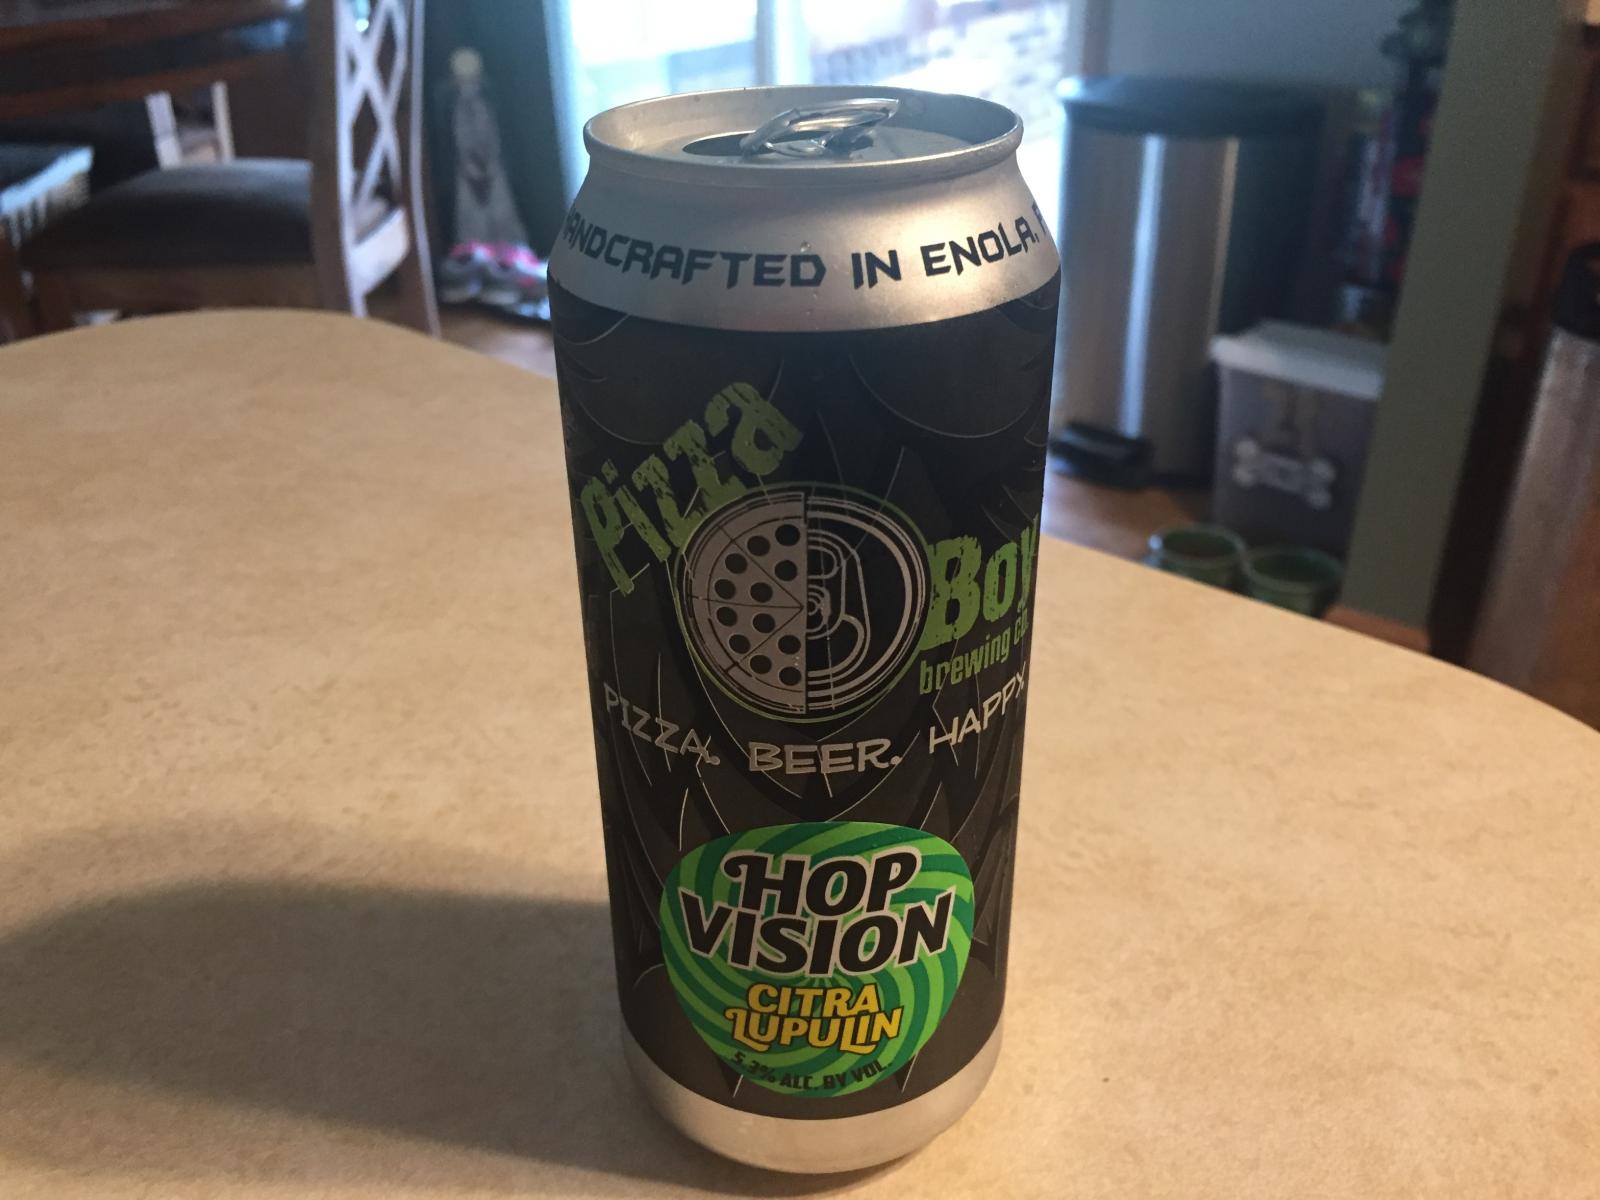 HANDCRAFTED IN ENOLA,
Pizza
Boy
brewing co.
PIZZA. BEER. HAPPY.
HOP
VISION
CITRA
LUPULIN
5.3% ALC. BY VOL.